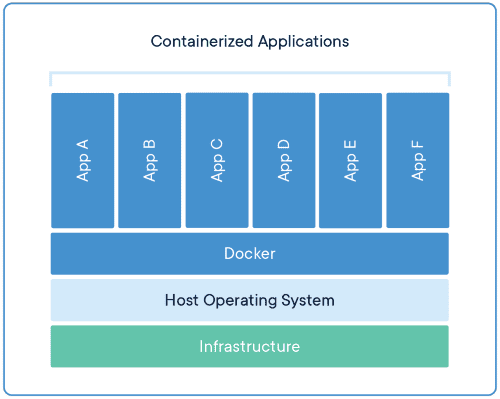 Containerized Applications
App A
App B
App C
App D
App E
App F
Docker
Host Operating System
Infrastructure